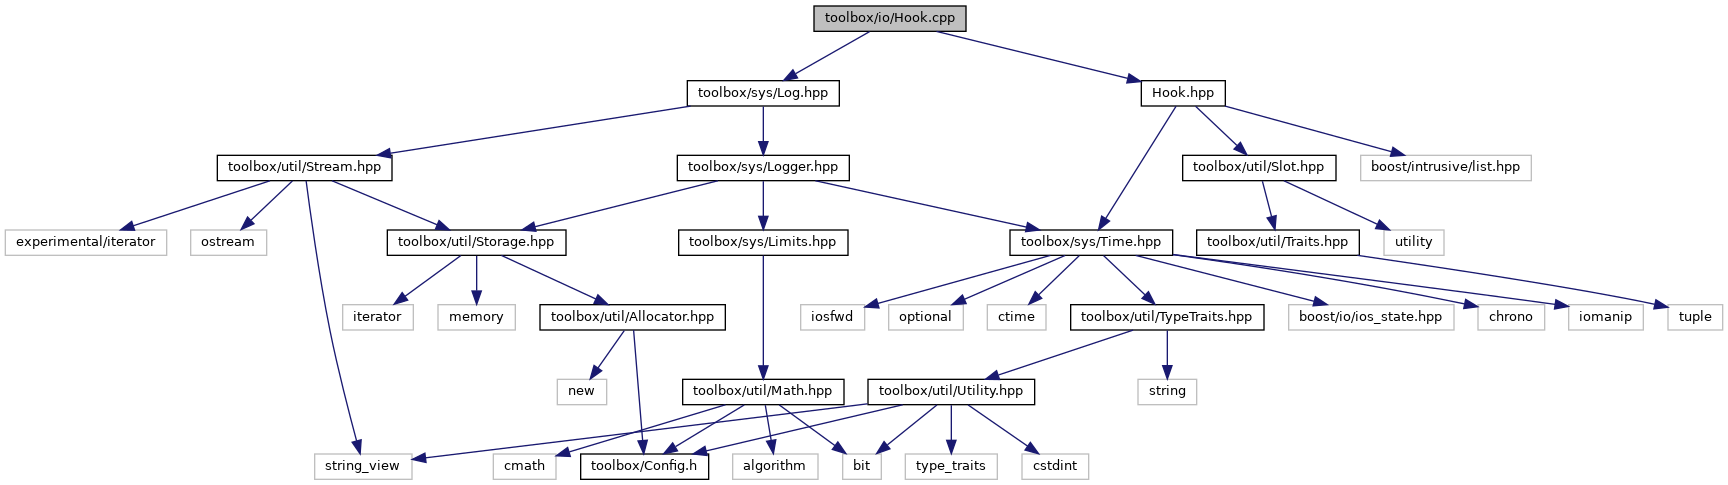 toolbox/io/Hook.cpp
toolbox/sys/Log.hpp
Hook.hpp
toolbox/util/Stream.hpp
toolbox/sys/Logger.hpp
toolbox/util/Slot.hpp
boost/intrusive/list.hpp
experimental/iterator
ostream
toolbox/util/Storage.hpp
toolbox/sys/Limits.hpp
toolbox/sys/Time.hpp
toolbox/util/Traits.hpp
utility
iterator
memory
toolbox/util/Allocator.hpp
iosfwd
optional
ctime
toolbox/util/TypeTraits.hpp
boost/io/ios_state.hpp
chrono
iomanip
tuple
new
toolbox/util/Math.hpp
toolbox/util/Utility.hpp
string
string_view
cmath
toolbox/Config.h
algorithm
bit
type_traits
cstdint